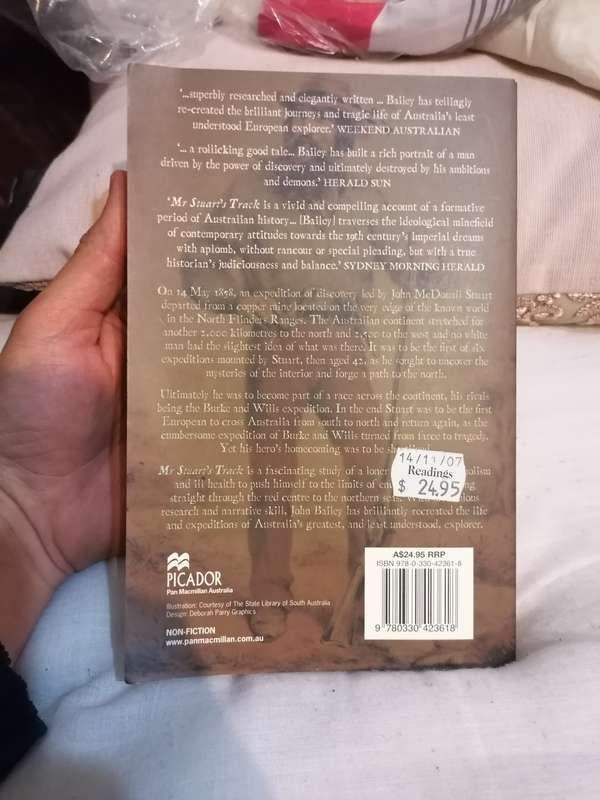 '...superbly researched and elegantly written ... Bailey has tellingly
re-created the brilliant journeys and tragic life of Australia's least
understood European explorer.' WEEKEND AUSTRALIAN
'... a rollicking good tale... Bailey has built a rich portrait of a man
driven by the power of discovery and ultimately destroyed by his ambitions
and demons.' HERALD SUN
'Mr Stuart's Track is a vivid and compelling account of a formative
period of Australian history... [Bailey] traverses the ideological minefield
of contemporary attitudes towards the 19th century's imperial dreams
with aplomb, without rancour or special pleading, but with a true
historian's judiciousness and balance.' SYDNEY MORNING HERALD
On 14 May 1858, an expedition of discovery led by John McDouall Stuart
departed from a copper mine located on the very edge of the known world
in the North Flinders Ranges. The Australian continent stretched for
another 2,000 kilometres to the north and 2,500 to the west and no white
man had the slightest idea of what was there. It was to be the first of six
expeditions mounted by Stuart, then aged 42, as he sought to uncover the
mysteries of the interior and forge a path to the north.
Ultimately he was to become part of a race across the continent, his rivals
being the Burke and Wills expedition. In the end Stuart was to be the first
European to cross Australia from south to north and return again, as the
cumbersome expedition of Burke and Wills turned from farce to tragedy.
Yet his hero's homecoming was to be
Mr Stuart's Track is a fascinating study of a loner
and ill health to push himself to the limits of
straight through the red centre to the northern
research and narrative skill, John Bailey has brilliantly recreated the life
and expeditions of Australia's greatest, and least understood, explorer.
14/11/07
Readings
$ 24.95
PICADOR
Pan Macmillan Australia
Illustration: Courtesy of The State Library of South Australia
Design: Deborah Parry Graphics
NON-FICTION
www.panmacmillan.com.au
A$24.95 RRP
ISBN 978-0-330-42361-8
9 780330 423618